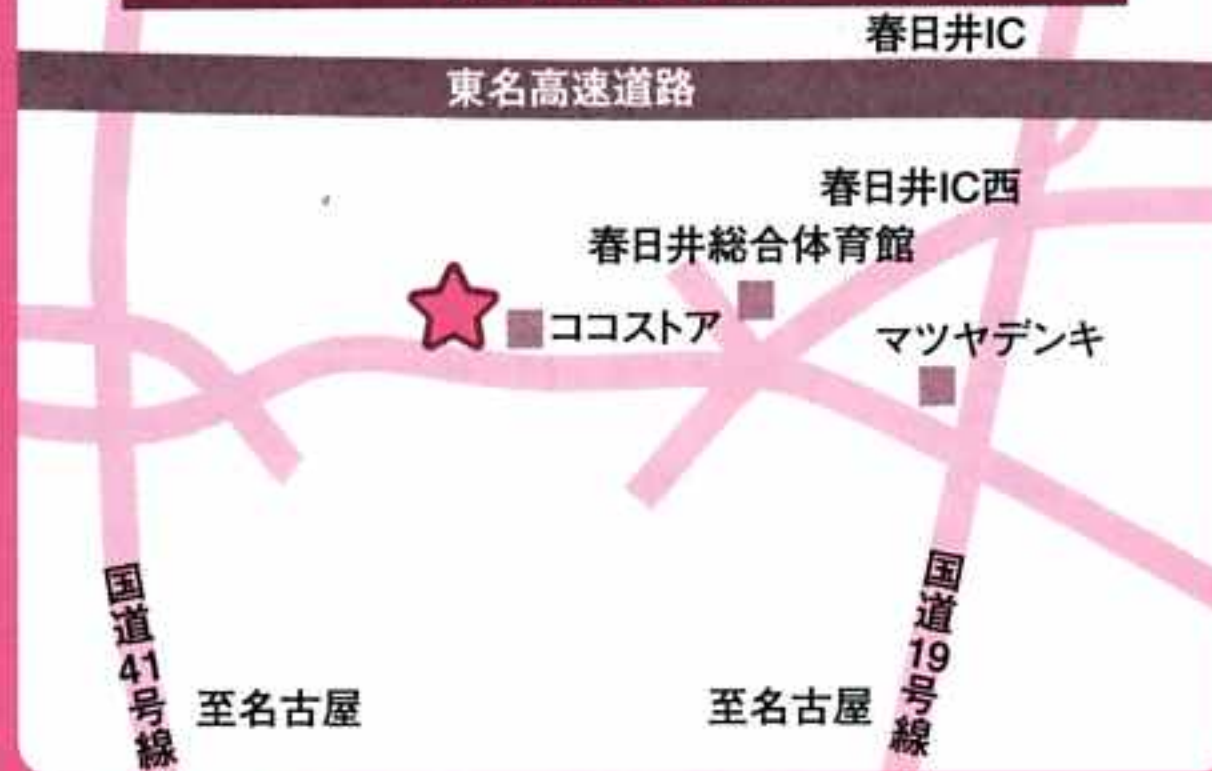 春日井IC
東名高速道路
春日井IC西
春日井総合体育館
ココストア
マツヤデンキ
国道41号線
至名古屋
至名古屋
国道19号線